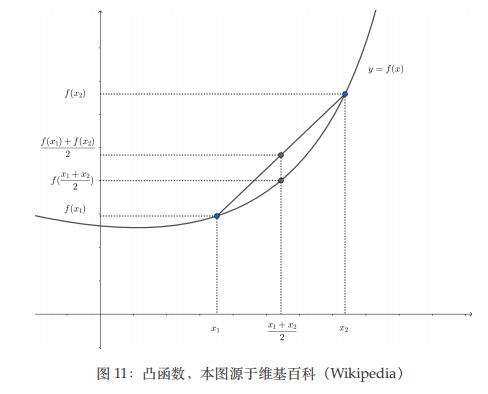 y = f(x)
f(x₂)
f(x₁) + f(x₂)
2
f(x₁ + x₂
2)
f(x₁)
x₁
x₁ + x₂
2
x₂
图 11：凸函数，本图源于维基百科（Wikipedia）